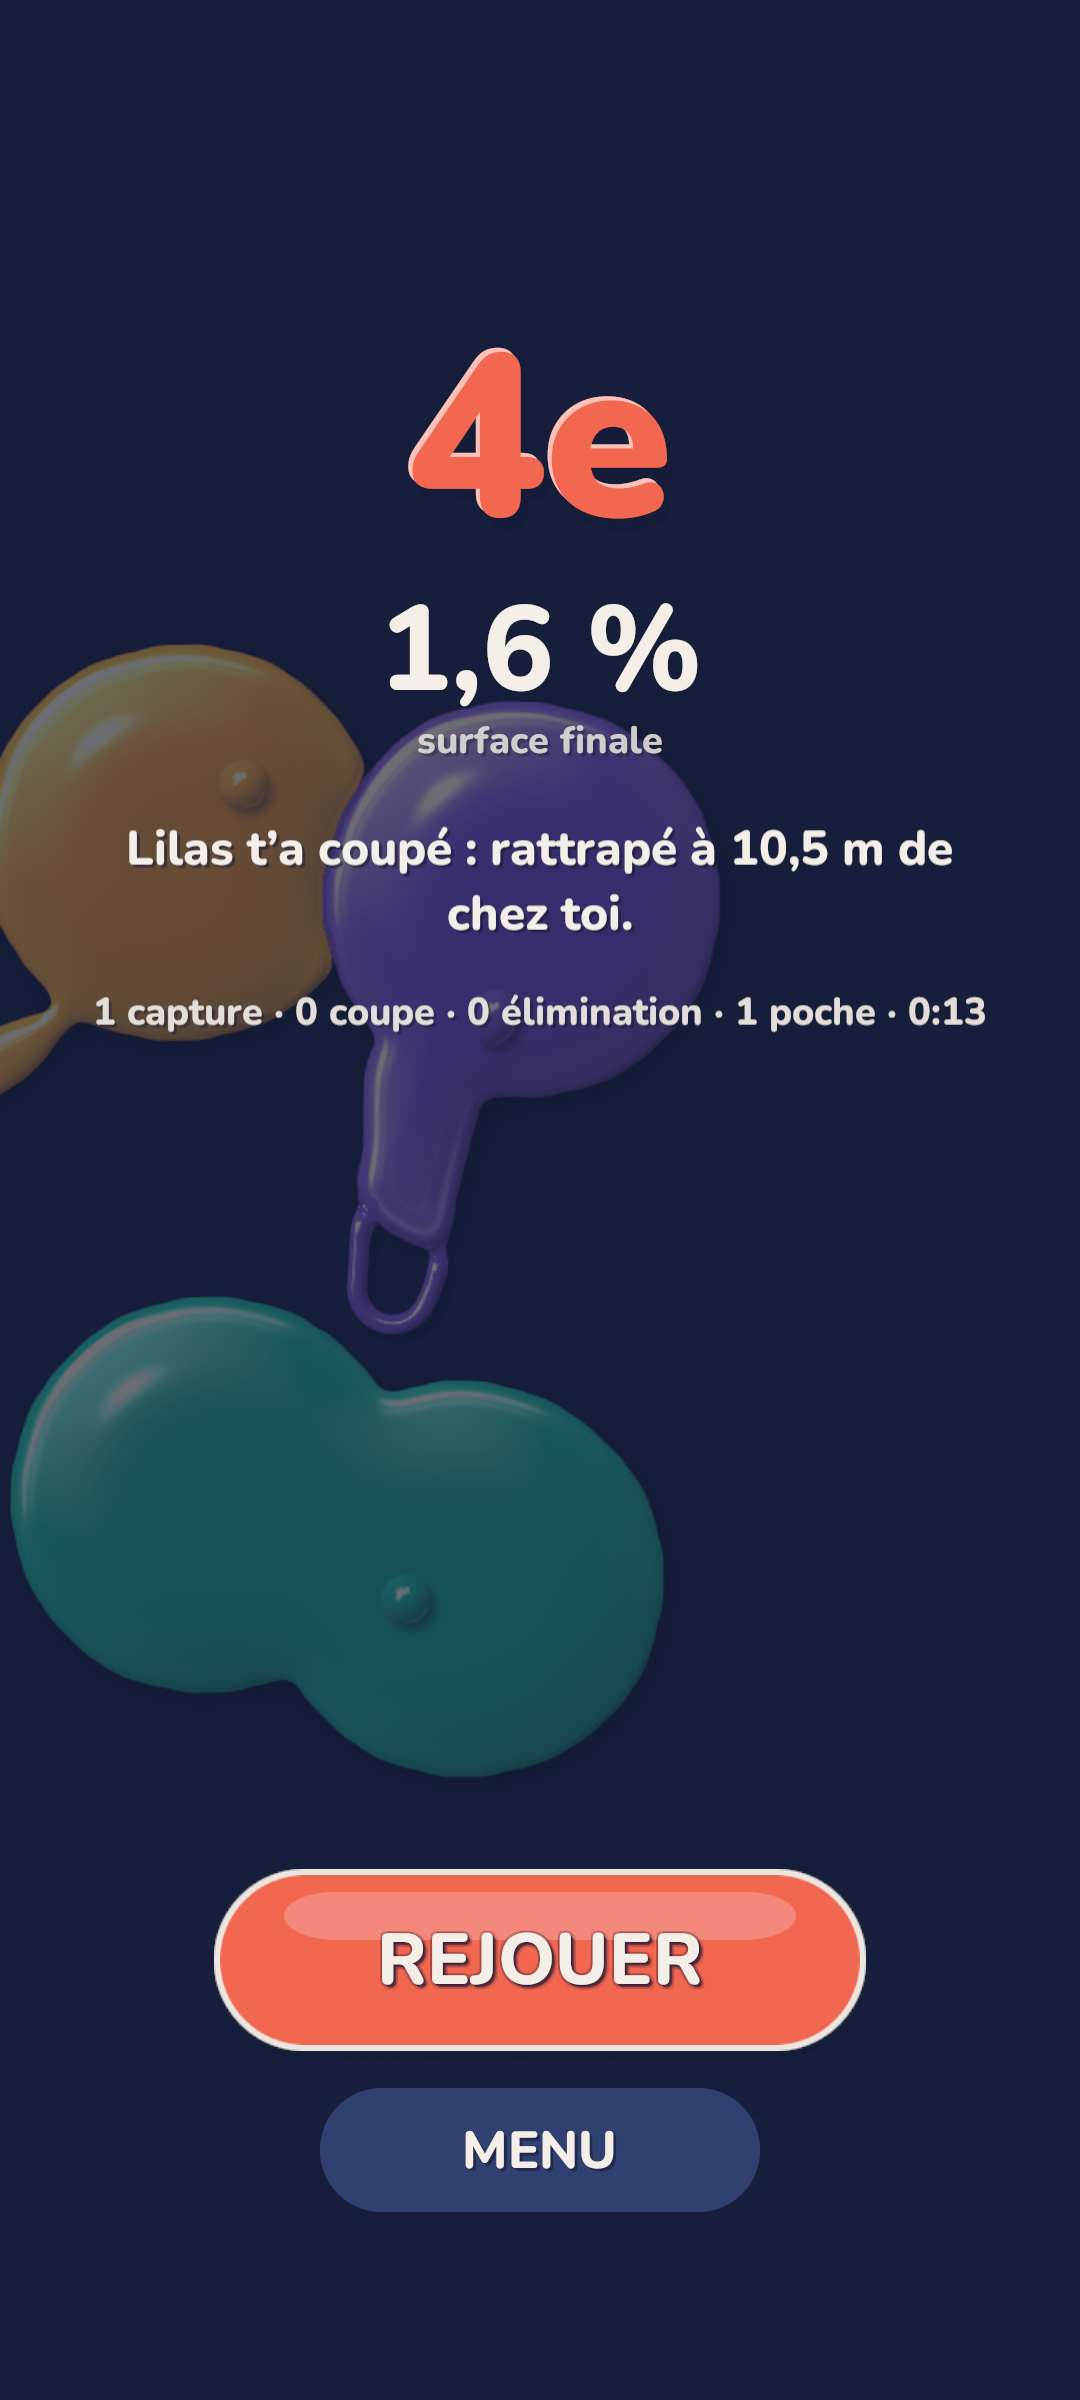 4e
1,6 %
surface finale
Lilas t’a coupé : rattrapé à 10,5 m de
chez toi.
1 capture · 0 coupe · 0 élimination · 1 poche · 0:13
REJOUER
MENU